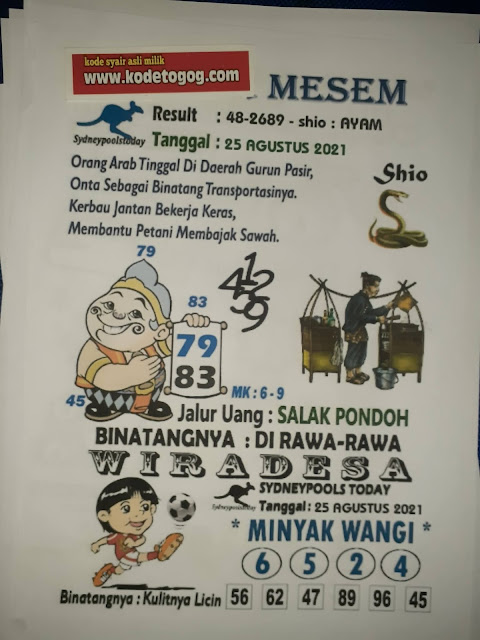 kode syair asli milik
www.kodetogog.com
MESEM
Result : 48-2689 - shio : AYAM
Sydneypoolstoday
Tanggal : 25 AGUSTUS 2021
Orang Arab Tinggal Di Daerah Gurun Pasir,
Onta Sebagai Binatang Transportasinya.
Kerbau Jantan Bekerja Keras,
Membantu Petani Membajak Sawah.
Shio
79
83
79
83
45
MK : 6 - 9
Jalur Uang : SALAK PONDOH
BINATANGNYA : DI RAWA-RAWA
WIRADESA
Sydneypoolstoday
SYDNEYPOOLS TODAY
Tanggal : 25 AGUSTUS 2021
* MINYAK WANGI *
6 5 2 4
Binatangnya : Kulitnya Licin 56 62 47 89 96 45